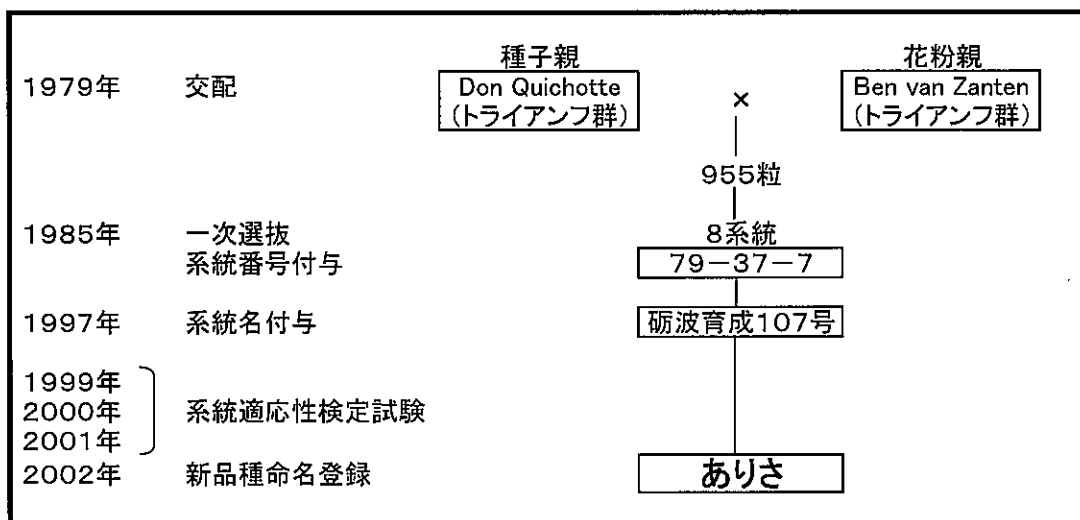 種子親 花粉親
1979年 交配 Don Quichotte × Ben van Zanten
(トライアンフ群) (トライアンフ群)
955粒
1985年 一次選抜 8系統
系統番号付与 79-37-7
1997年 系統名付与 砺波育成107号
1999年
2000年 系統適応性検定試験
2001年
2002年 新品種命名登録 ありさ